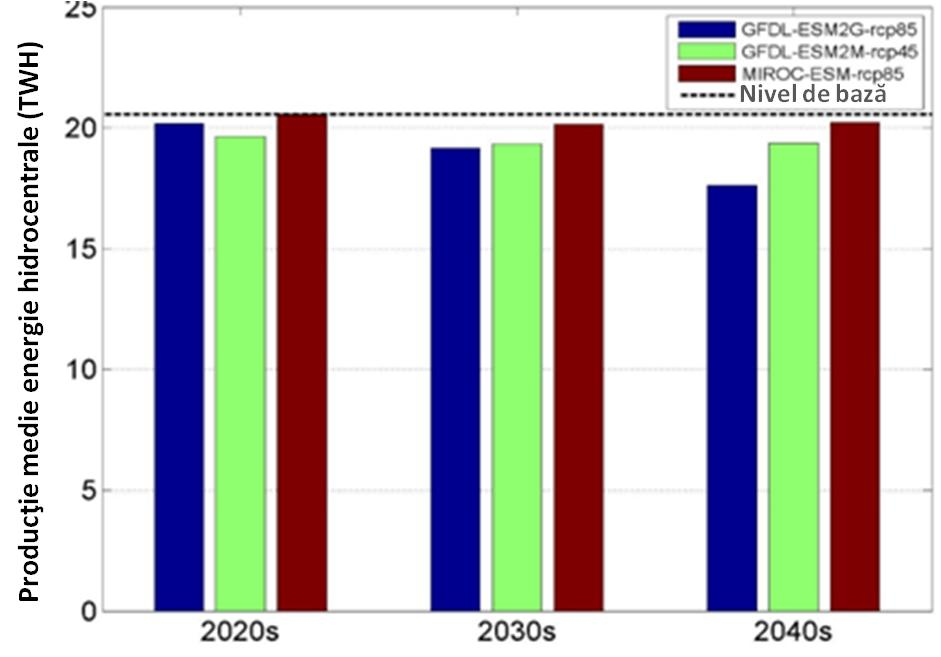 Producţie medie energie hidrocentrale (TWH)
25
20
15
10
5
0
GFDL-ESM2G-rcp85
GFDL-ESM2M-rcp45
MIROC-ESM-rcp85
Nivel de bază
2020s
2030s
2040s